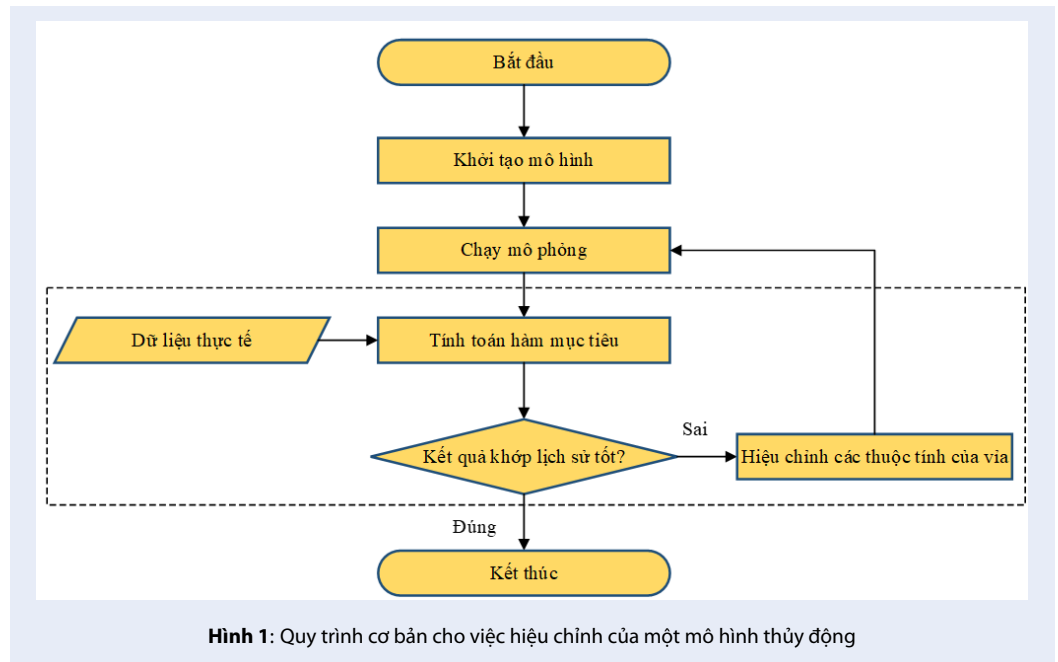 Bắt đầu
Khởi tạo mô hình
Chạy mô phỏng
Dữ liệu thực tế
Tính toán hàm mục tiêu
Kết quả khớp lịch sử tốt?
Sai
Hiệu chỉnh các thuộc tính của vỉa
Đúng
Kết thúc
Hình 1: Quy trình cơ bản cho việc hiệu chỉnh của một mô hình thủy động